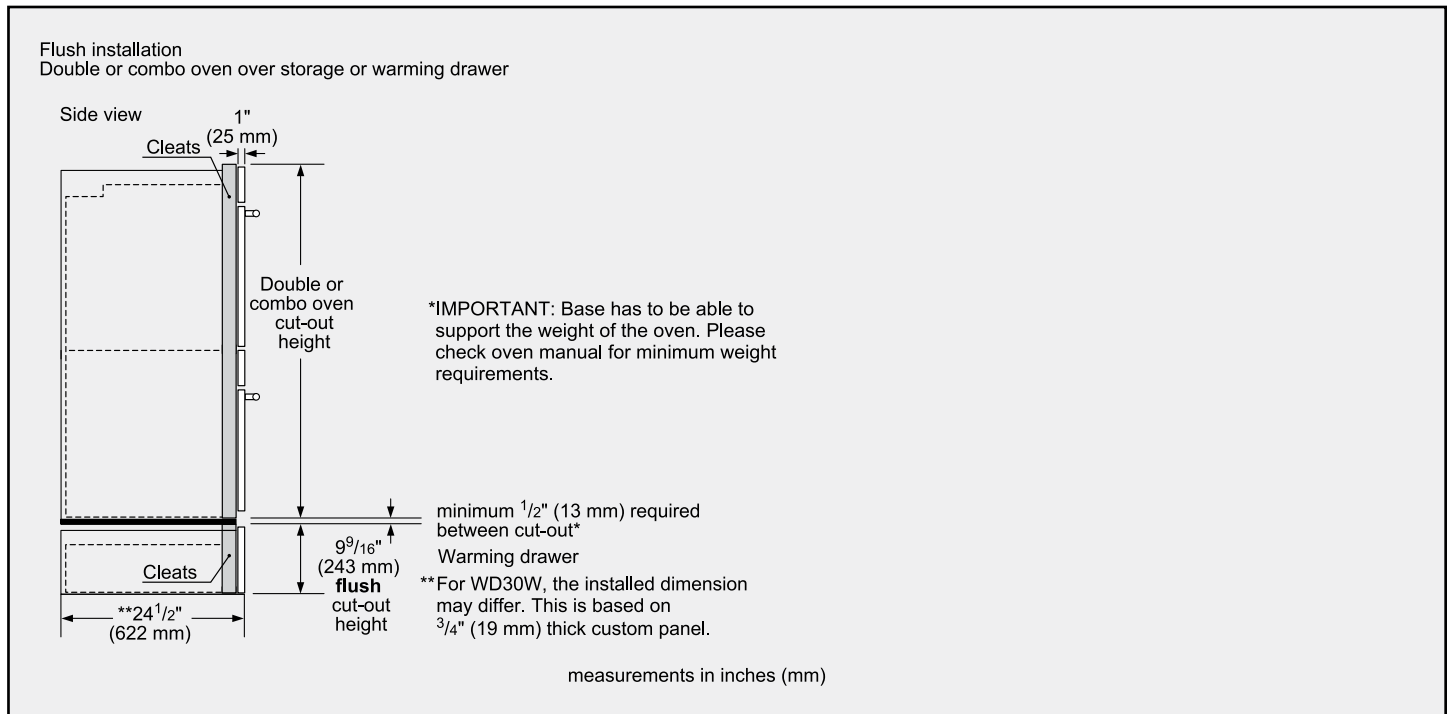 Flush installation
Double or combo oven over storage or warming drawer
Side view
1"
(25 mm)
Cleats
Double or
combo oven
cut-out
height
*IMPORTANT: Base has to be able to
support the weight of the oven. Please
check oven manual for minimum weight
requirements.
minimum 1/2" (13 mm) required
between cut-out*
Warming drawer
9 9/16"
(243 mm)
flush
cut-out
height
Cleats
**24 1/2"
(622 mm)
**For WD30W, the installed dimension
may differ. This is based on
3/4" (19 mm) thick custom panel.
measurements in inches (mm)